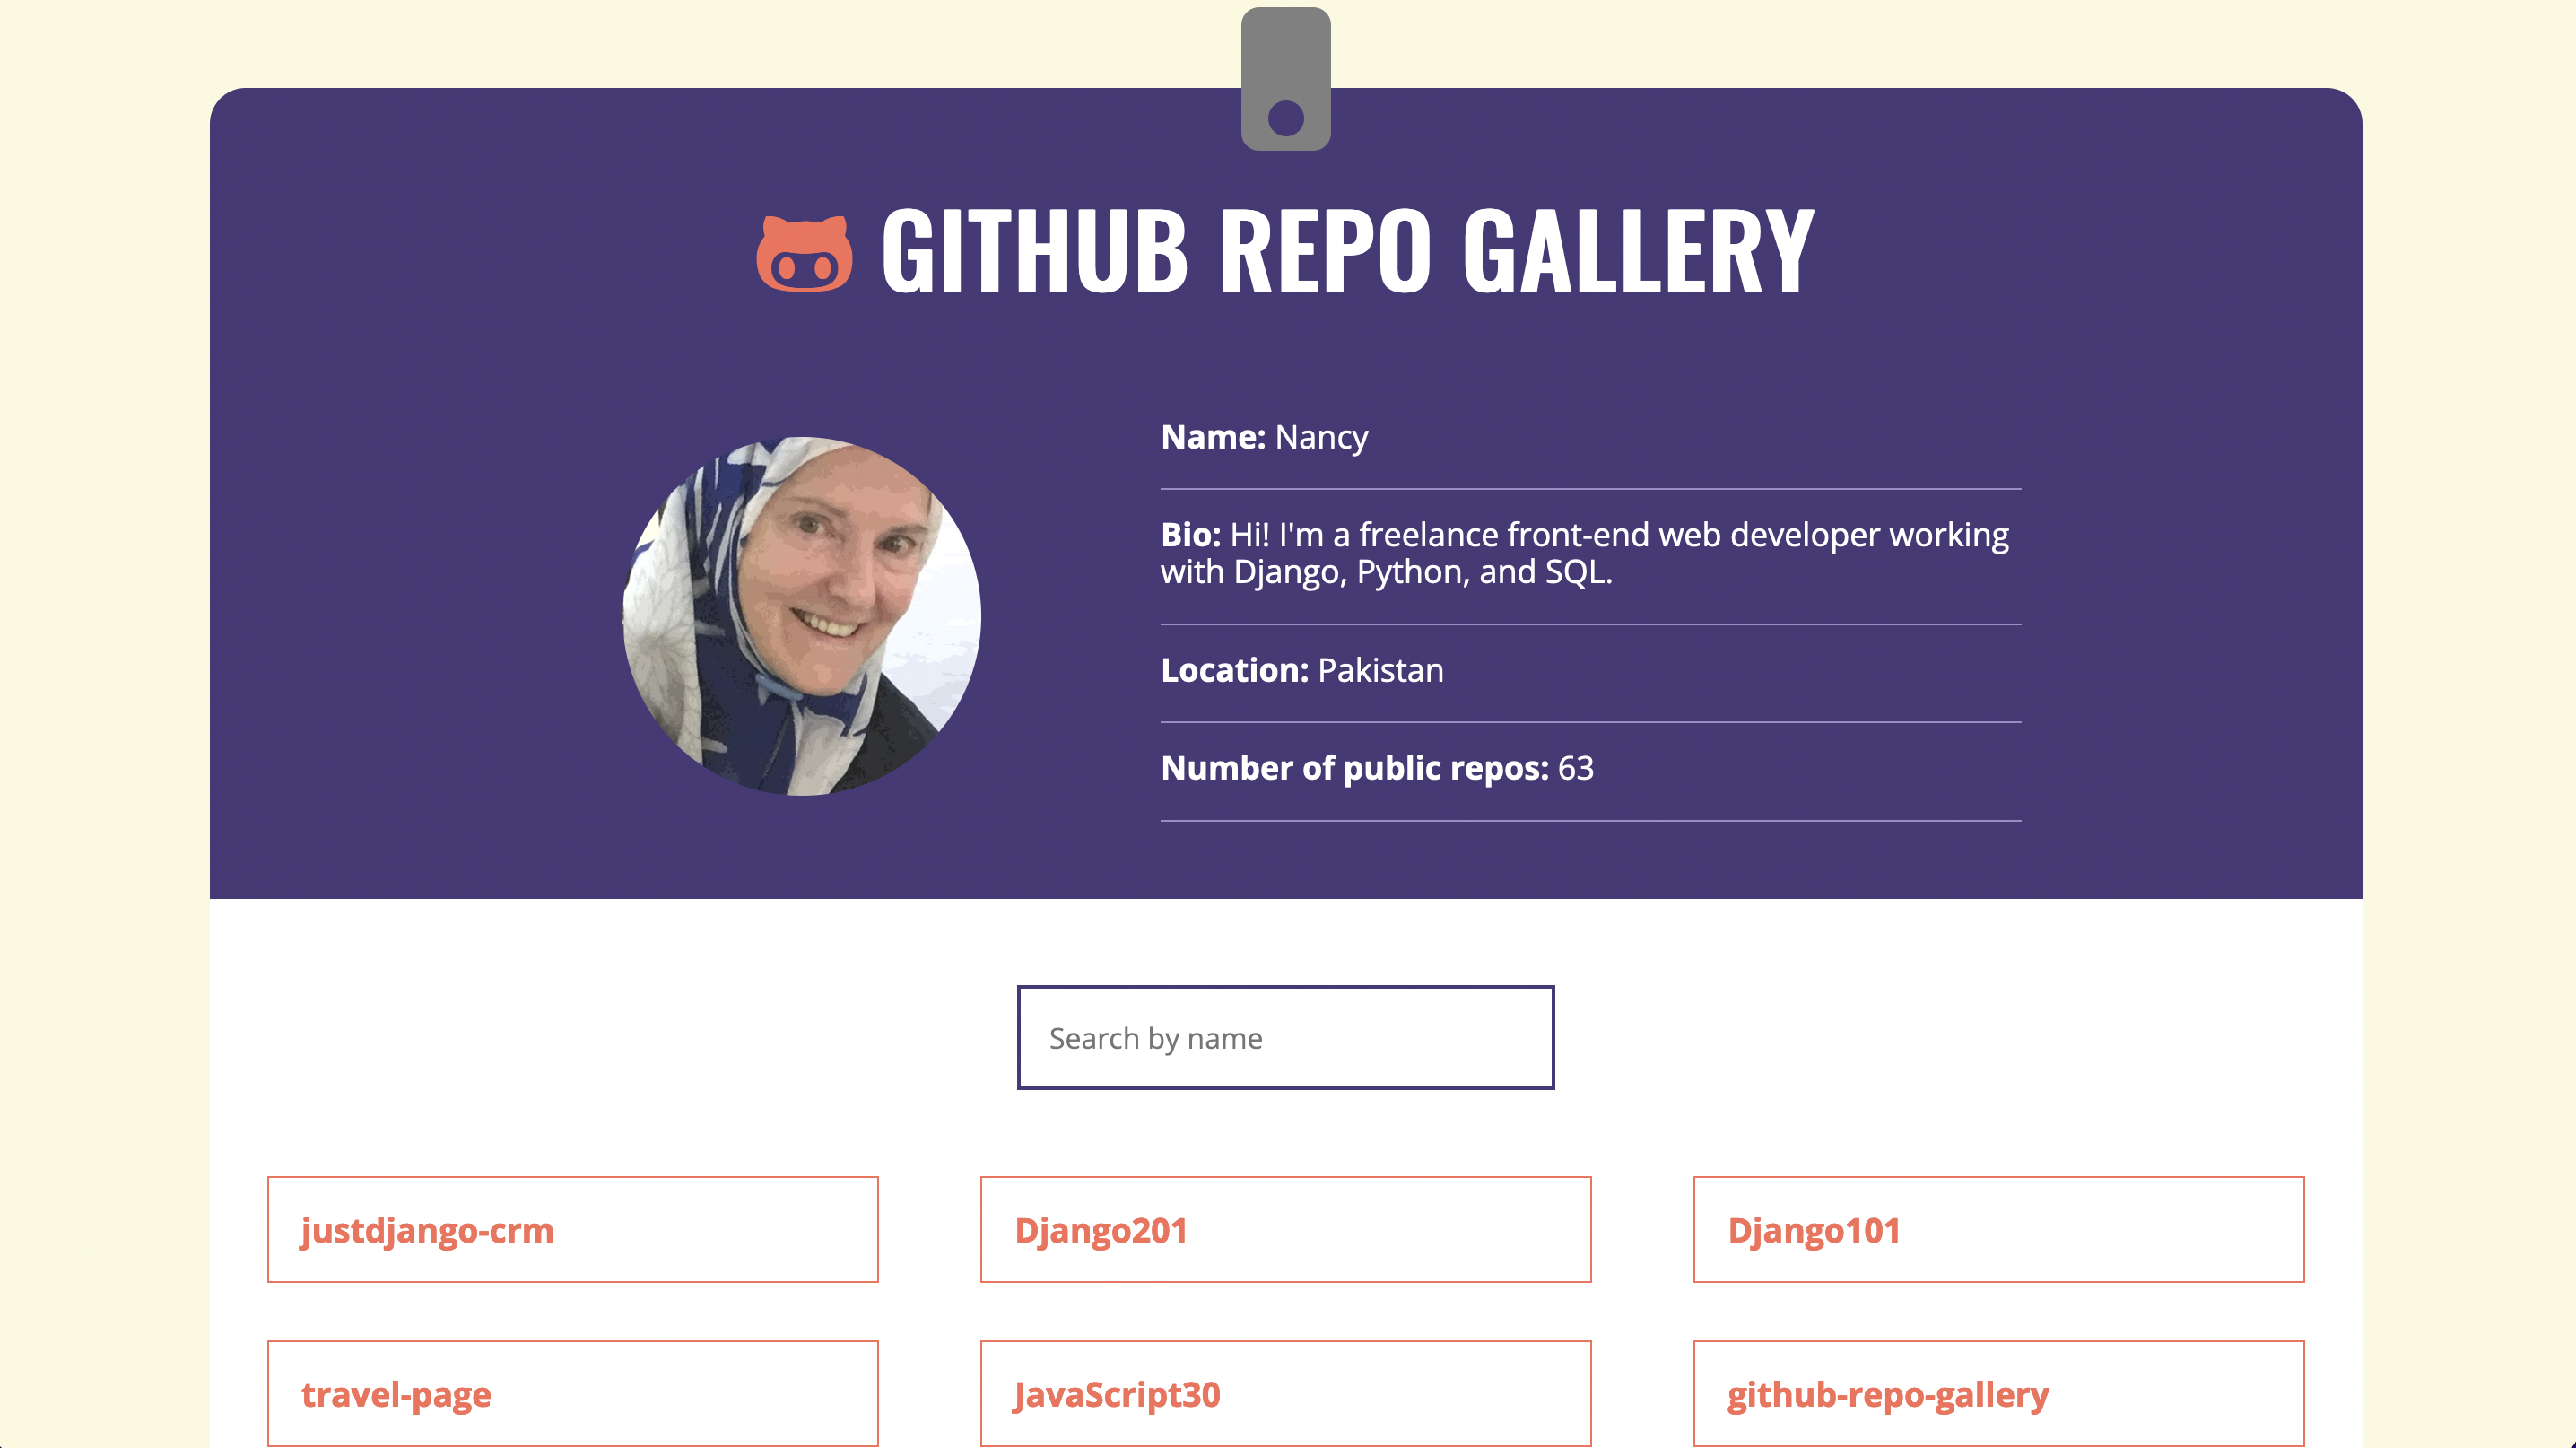 GITHUB REPO GALLERY
Name: Nancy
Bio: Hi! I'm a freelance front-end web developer working
with Django, Python, and SQL.
Location: Pakistan
Number of public repos: 63
Search by name
justdjango-crm
Django201
Django101
travel-page
JavaScript30
github-repo-gallery